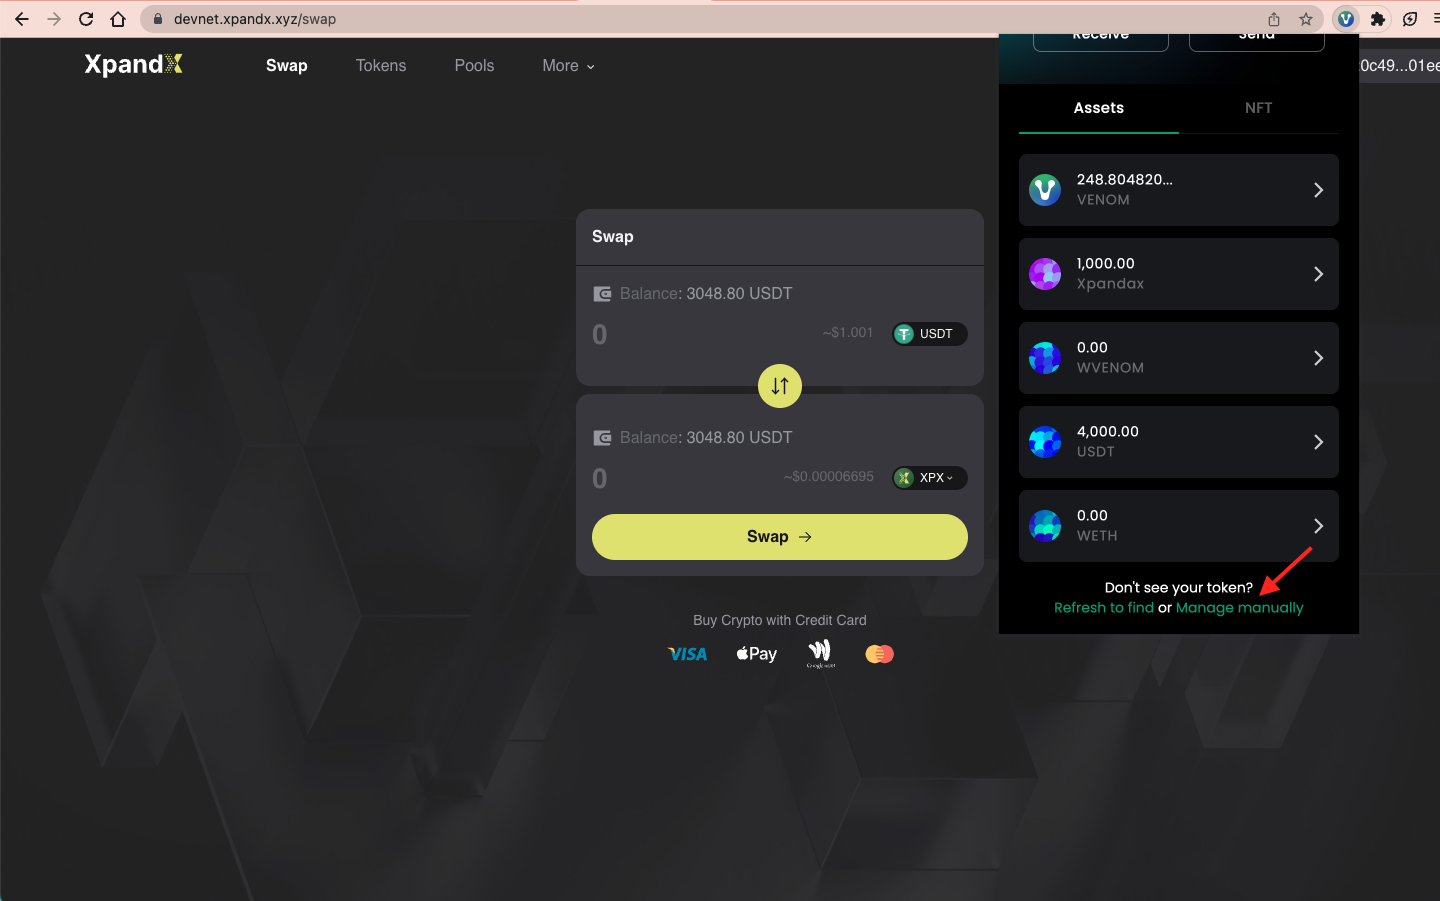 devnet.xpandx.xyz/swap
XpandX
Swap
Tokens
Pools
More
Receive
Send
0c49...01ee
Assets
NFT
248.804820...
VENOM
1,000.00
Xpandax
0.00
WVENOM
4,000.00
USDT
0.00
WETH
Don't see your token?
Refresh to find or Manage manually
Swap
Balance: 3048.80 USDT
0
~$1.001
USDT
Balance: 3048.80 USDT
0
~$0.00006695
XPX
Swap →
Buy Crypto with Credit Card
VISA
Pay